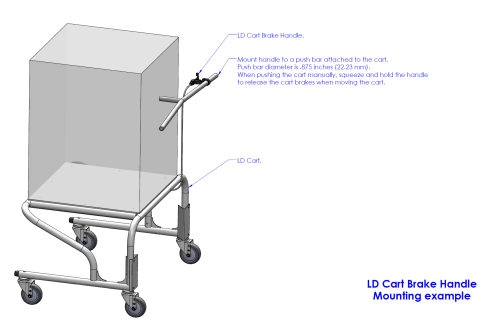 LD Cart Brake Handle.
Mount handle to a push bar attached to the cart.
Push bar diameter is .875 inches (22.23 mm).
When pushing the cart manually, squeeze and hold the handle
to release the cart brakes when moving the cart.
LD Cart.
LD Cart Brake Handle
Mounting example